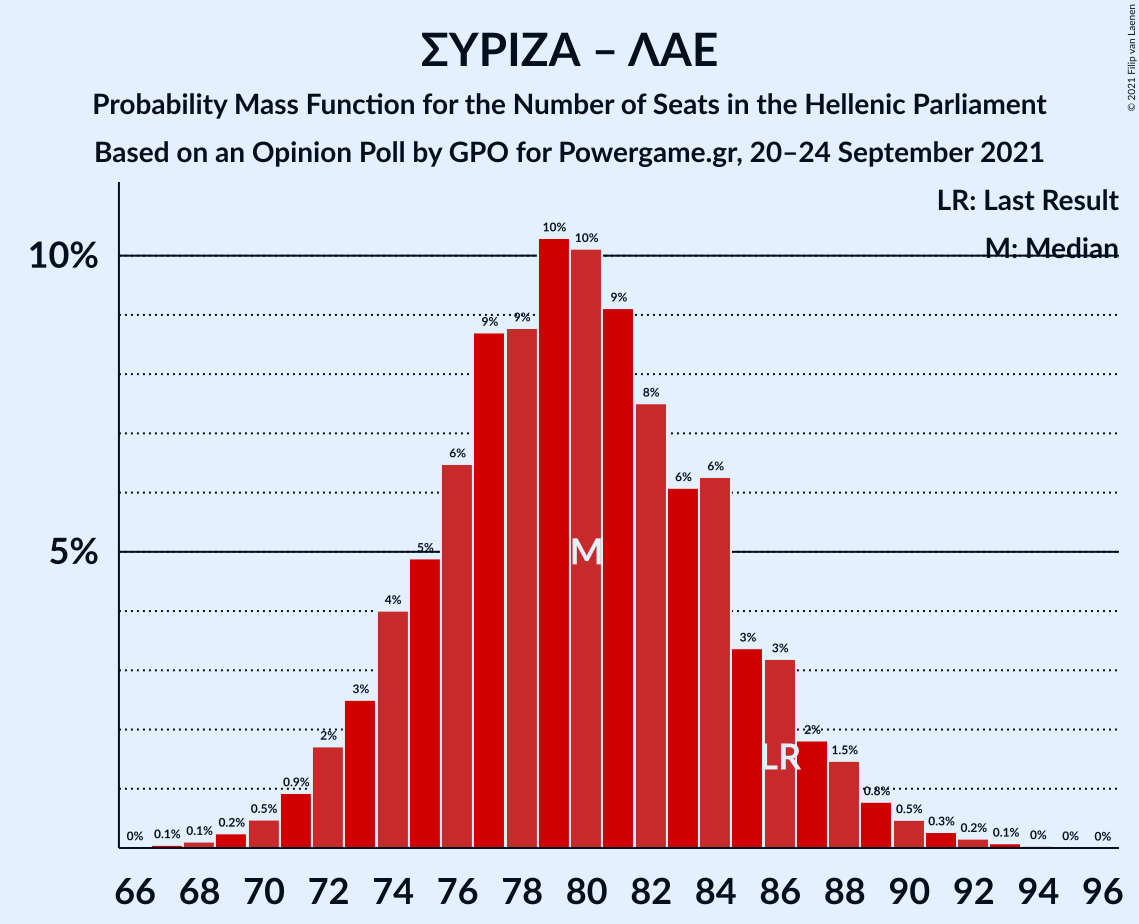 ΣΥΡΙΖΑ – ΛΑΕ
Probability Mass Function for the Number of Seats in the Hellenic Parliament
Based on an Opinion Poll by GPO for Powergame.gr, 20–24 September 2021
© 2021 Filip van Laenen
LR: Last Result
M: Median
10%
5%
0% 0.1% 0.1% 0.2% 0.5% 0.9% 2% 3% 4% 5% 6% 9% 9% 10% 10% 9% 8% 6% 6% 3% 3% 2% 1.5% 0.8% 0.5% 0.3% 0.2% 0.1% 0% 0% 0%
M
LR
66 68 70 72 74 76 78 80 82 84 86 88 90 92 94 96